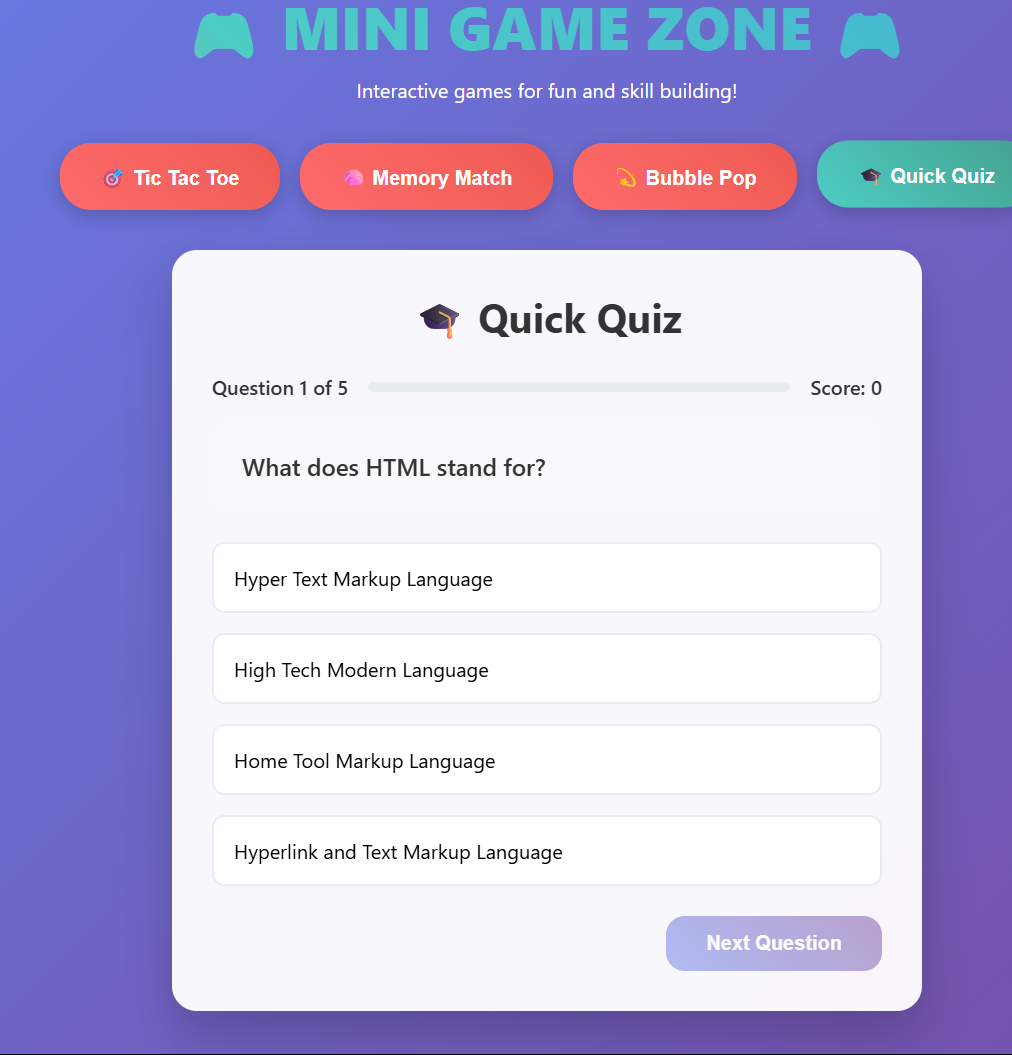 MINI GAME ZONE
Interactive games for fun and skill building!
Tic Tac Toe
Memory Match
Bubble Pop
Quick Quiz
Quick Quiz
Question 1 of 5
Score: 0
What does HTML stand for?
Hyper Text Markup Language
High Tech Modern Language
Home Tool Markup Language
Hyperlink and Text Markup Language
Next Question